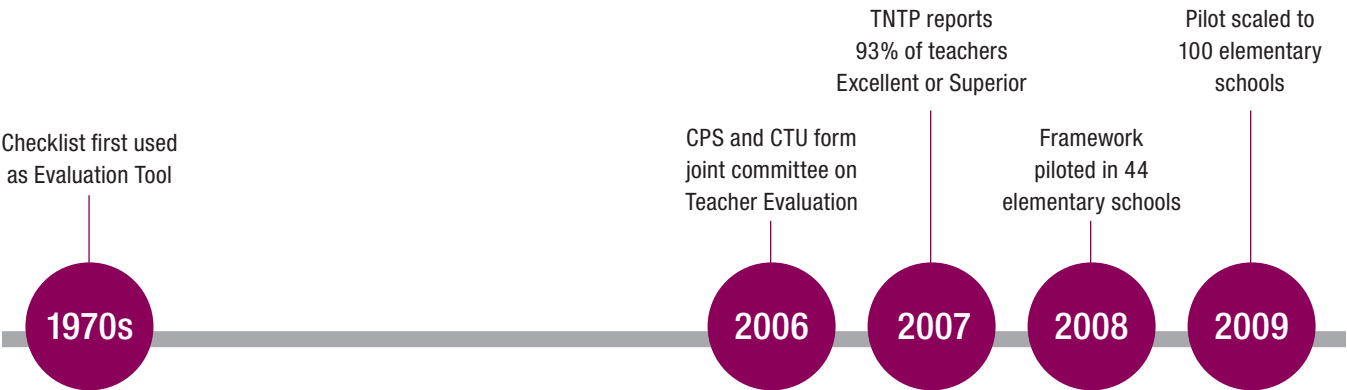 Checklist first used
as Evaluation Tool
1970s
CPS and CTU form
joint committee on
Teacher Evaluation
2006
TNTP reports
93% of teachers
Excellent or Superior
2007
Framework
piloted in 44
elementary schools
2008
Pilot scaled to
100 elementary
schools
2009